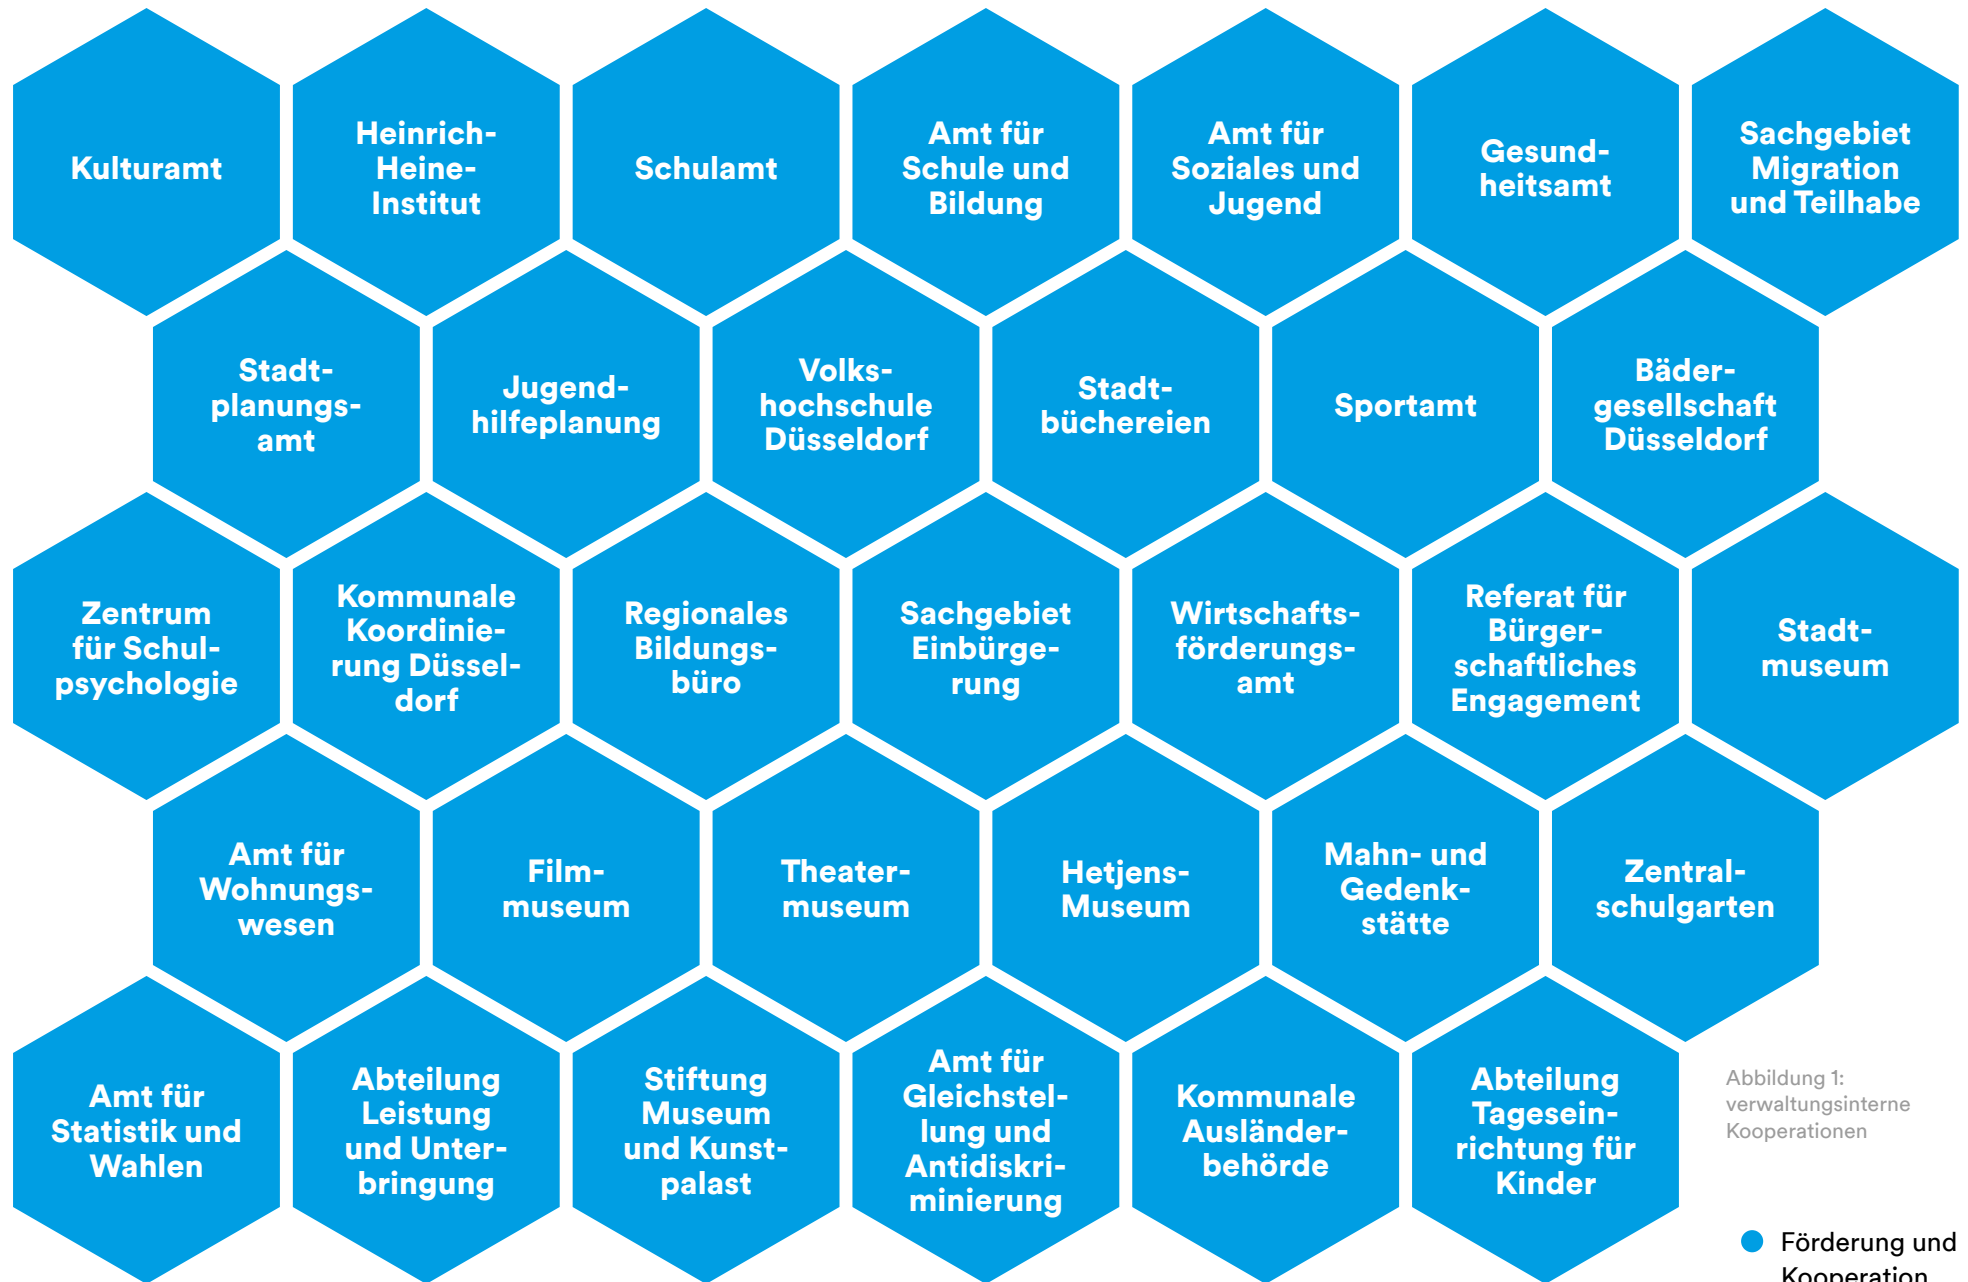 Kulturamt
Heinrich-
Heine-
Institut
Schulamt
Amt für
Schule und
Bildung
Amt für
Soziales und
Jugend
Gesund-
heitsamt
Sachgebiet
Migration
und Teilhabe
Stadt-
planungs-
amt
Jugend-
hilfeplanung
Volks-
hochschule
Düsseldorf
Stadt-
büchereien
Sportamt
Bäder-
gesellschaft
Düsseldorf
Zentrum
für Schul-
psychologie
Kommunale
Koordinie-
rung Düssel-
dorf
Regionales
Bildungs-
büro
Sachgebiet
Einbürge-
rung
Wirtschafts-
förderungs-
amt
Referat für
Bürger-
schaftliches
Engagement
Stadt-
museum
Amt für
Wohnungs-
wesen
Film-
museum
Theater-
museum
Hetjens-
Museum
Mahn- und
Gedenk-
stätte
Zentral-
schulgarten
Amt für
Statistik und
Wahlen
Abteilung
Leistung
und Unter-
bringung
Stiftung
Museum
und Kunst-
palast
Amt für
Gleichstel-
lung und
Antidiskri-
minierung
Kommunale
Ausländer-
behörde
Abteilung
Tagesein-
richtung für
Kinder
Abbildung 1:
verwaltungsinterne
Kooperationen
Förderung und
Kooperation